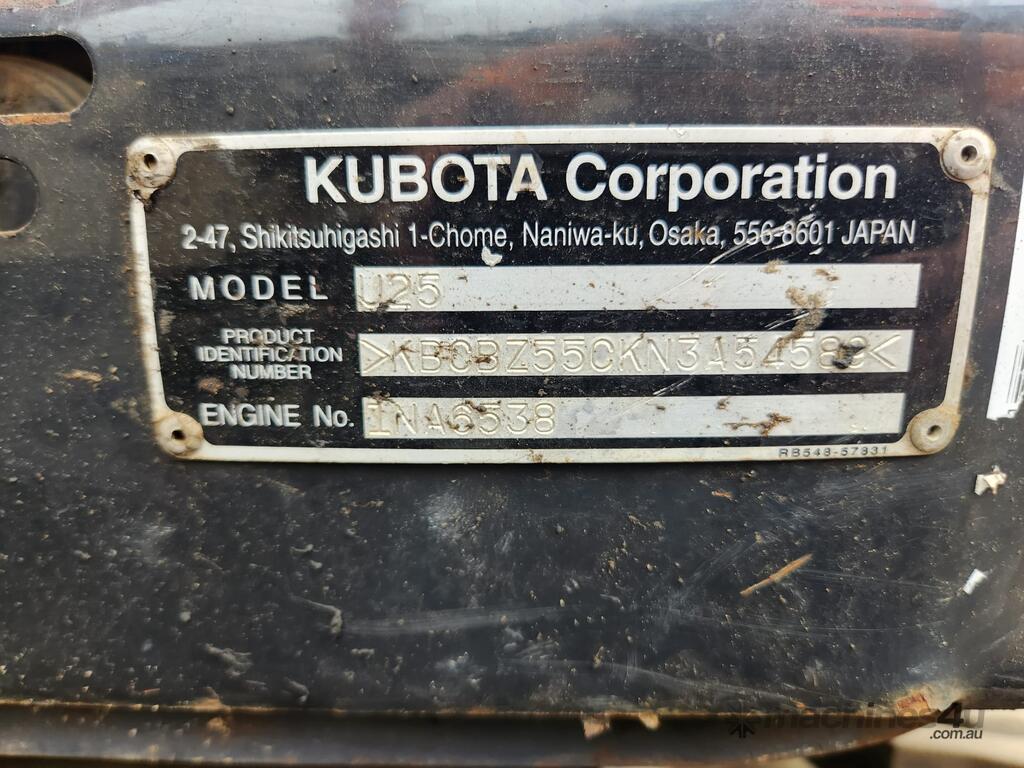 KUBOTA Corporation
2-47, Shikitsuhigashi 1-Chome, Naniwa-ku, Osaka, 556-8601 JAPAN
MODEL U25
PRODUCT
IDENTIFICATION
NUMBER
ENGINE No. 1NA6538
RB548-57831
machines4u
.com.au